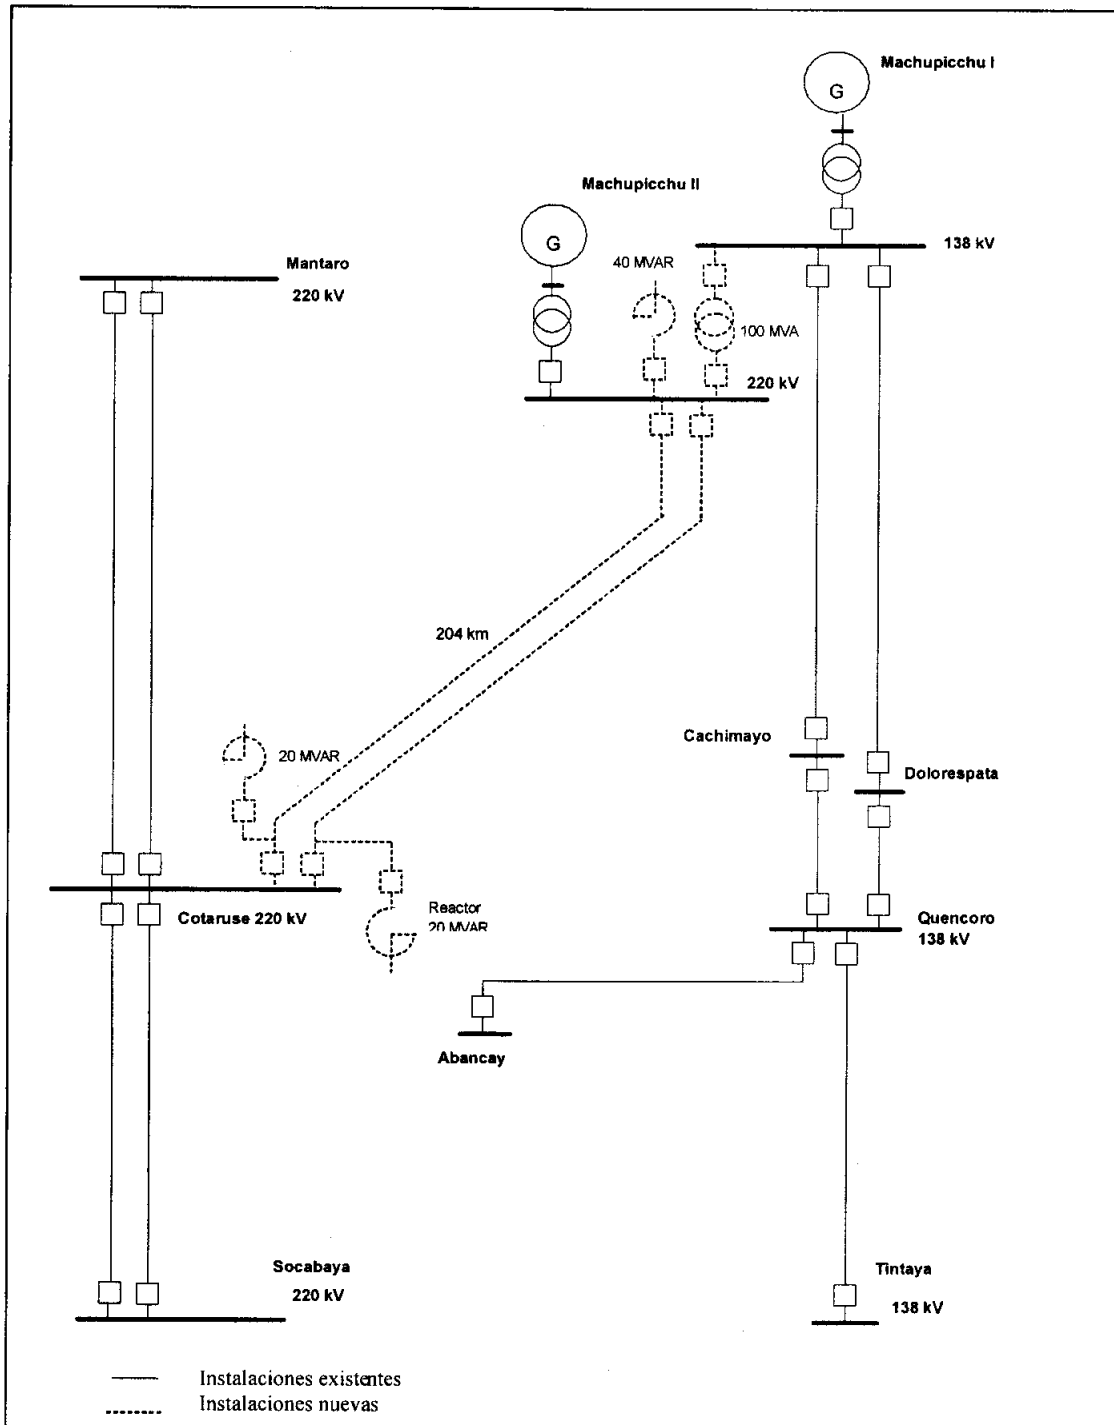 Machupicchu I
G
Machupicchu II
G
138 kV
40 MVAR
Mantaro
220 kV
100 MVA
220 kV
204 km
Cachimayo
20 MVAR
Dolorespata
Reactor
20 MVAR
Cotaruse 220 kV
Quencoro
138 kV
Abancay
Socabaya
220 kV
Tintaya
138 kV
Instalaciones existentes
Instalaciones nuevas